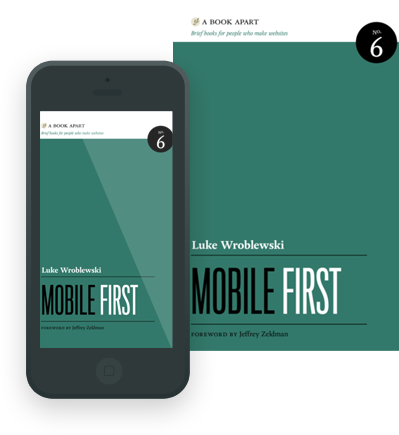 A BOOK APART
Brief books for people who make websites
No.
6
Luke Wroblewski
MOBILE FIRST
FOREWORD BY Jeffrey Zeldman
A BOOK APART
Brief books for people who make websites
No.
6
Luke Wroblewski
MOBILE FIRST
FOREWORD BY Jeffrey Zeldman